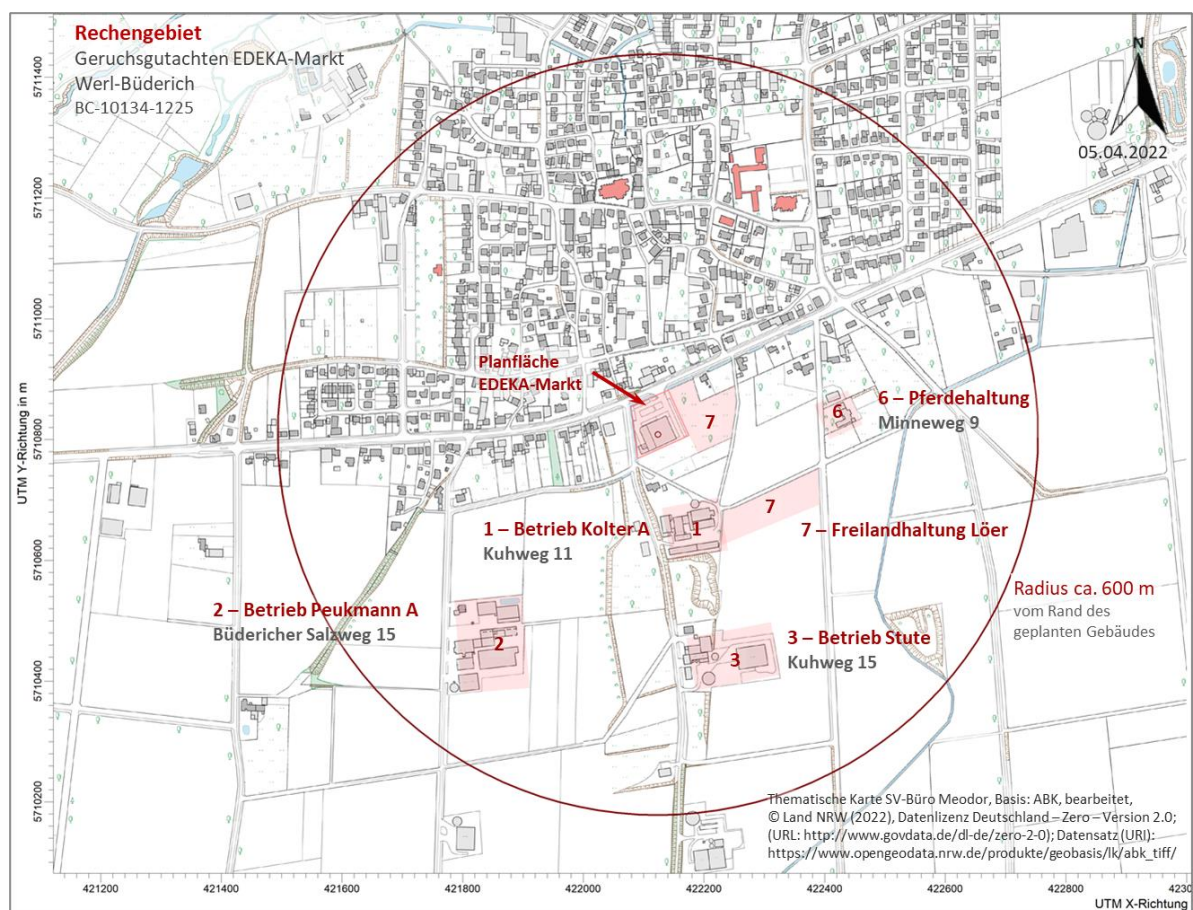 Rechengebiet
Geruchsgutachten EDEKA-Markt
Werl-Büderich
BC-10134-1225
N
05.04.2022
Planfläche
EDEKA-Markt
7
6
6 – Pferdehaltung
Minneweg 9
1 – Betrieb Kolter A
Kuhweg 11
1
7
7 – Freilandhaltung Löer
2 – Betrieb Peukmann A
Büdericher Salzweg 15
2
3 – Betrieb Stute
Kuhweg 15
3
Radius ca. 600 m
vom Rand des
geplanten Gebäudes
Thematische Karte SV-Büro Meodor, Basis: ABK, bearbeitet,
© Land NRW (2022), Datenlizenz Deutschland – Zero – Version 2.0;
(URL: http://www.govdata.de/dl-de/zero-2-0); Datensatz (URI):
https://www.opengeodata.nrw.de/produkte/geobasis/lk/abk_tiff/
UTM Y-Richtung in m
5711400
5711200
5711000
5710800
5710600
5710400
5710200
421200
421400
421600
421800
422000
422200
422400
422600
422800
4230
UTM X-Richtung